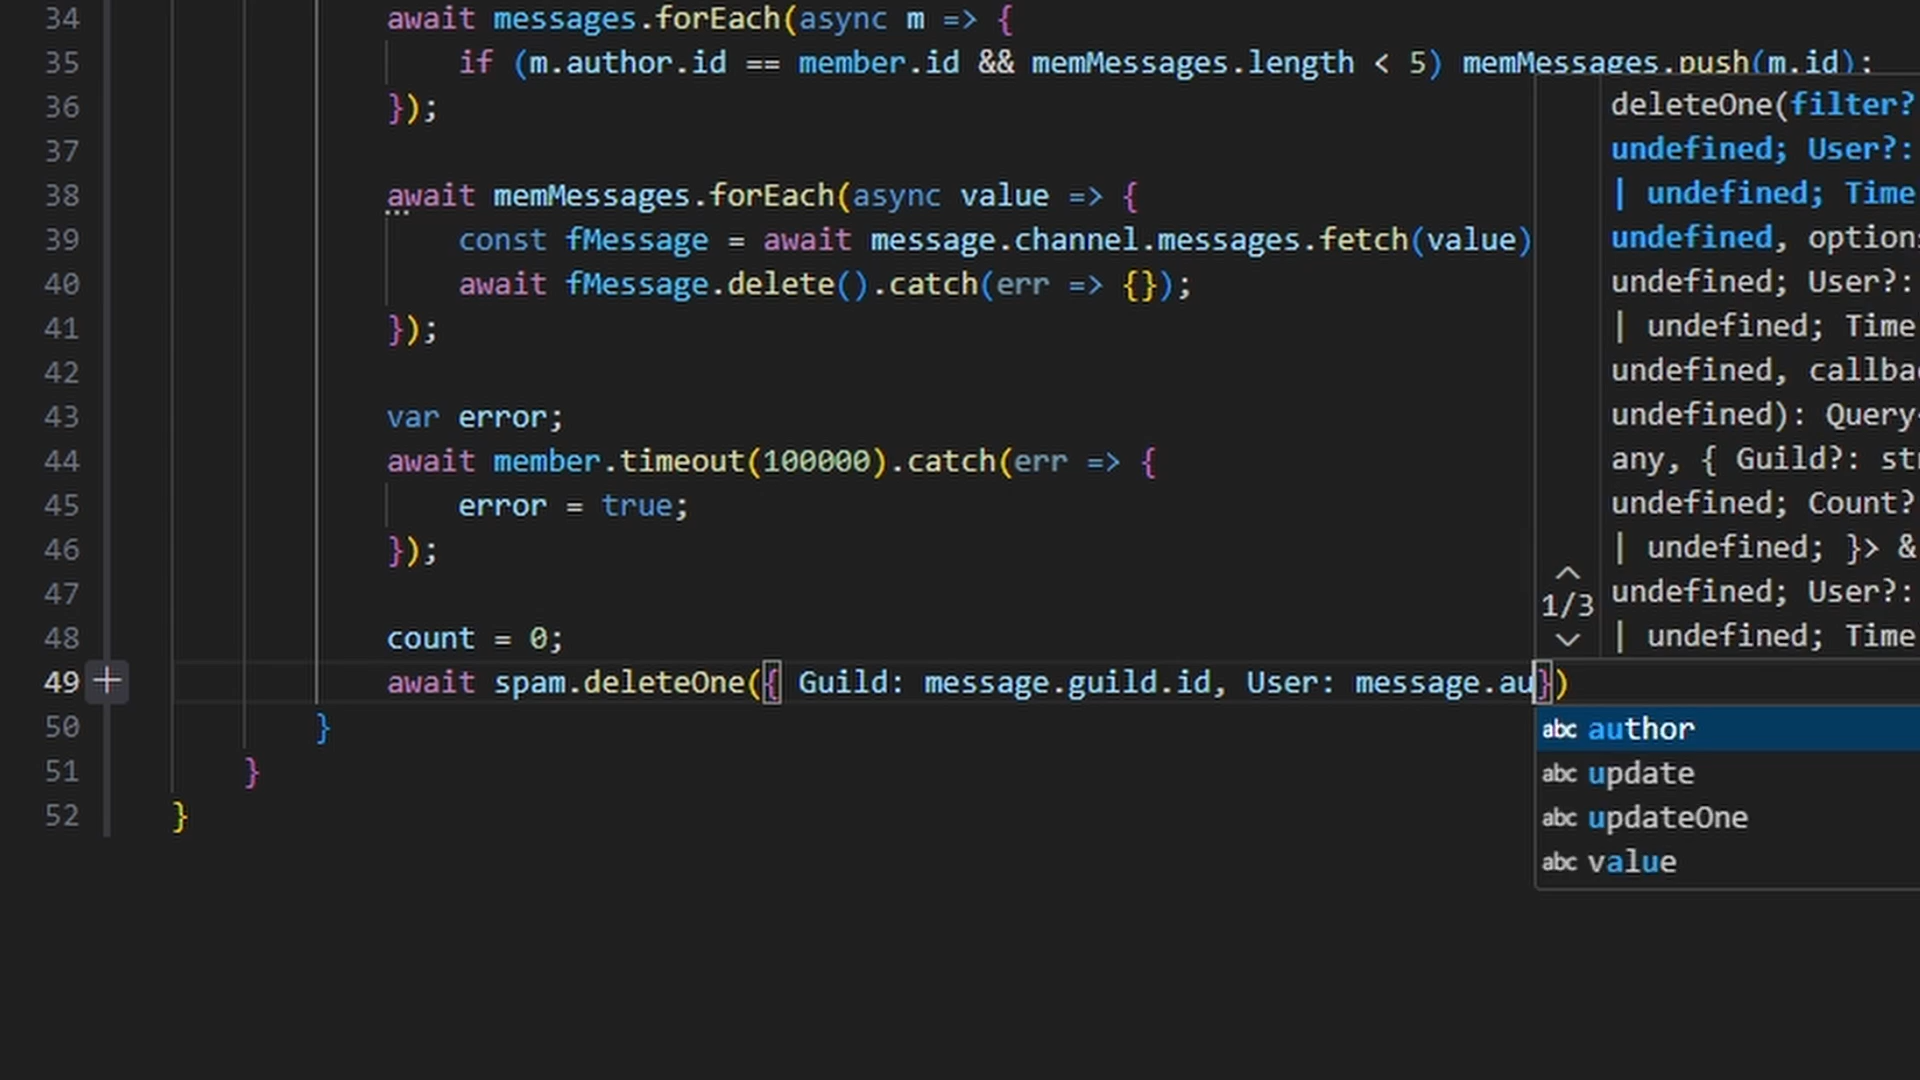 34 await messages.forEach(async m => {
35 if (m.author.id == member.id && memMessages.length < 5) memMessages.push(m.id);
36 });
37
38 await memMessages.forEach(async value => {
39 const fMessage = await message.channel.messages.fetch(value)
40 await fMessage.delete().catch(err => {});
41 });
42
43 var error;
44 await member.timeout(100000).catch(err => {
45 error = true;
46 });
47
48 count = 0;
49 await spam.deleteOne({ Guild: message.guild.id, User: message.au})
50 }
51 }
52 }
deleteOne(filter?
undefined; User?:
| undefined; Time
undefined, option
undefined; User?:
| undefined; Time
undefined, callba
undefined): Query
any, { Guild?: st
undefined; Count?
| undefined; }> &
undefined; User?:
| undefined; Time
1/3
abc author
abc update
abc updateOne
abc value